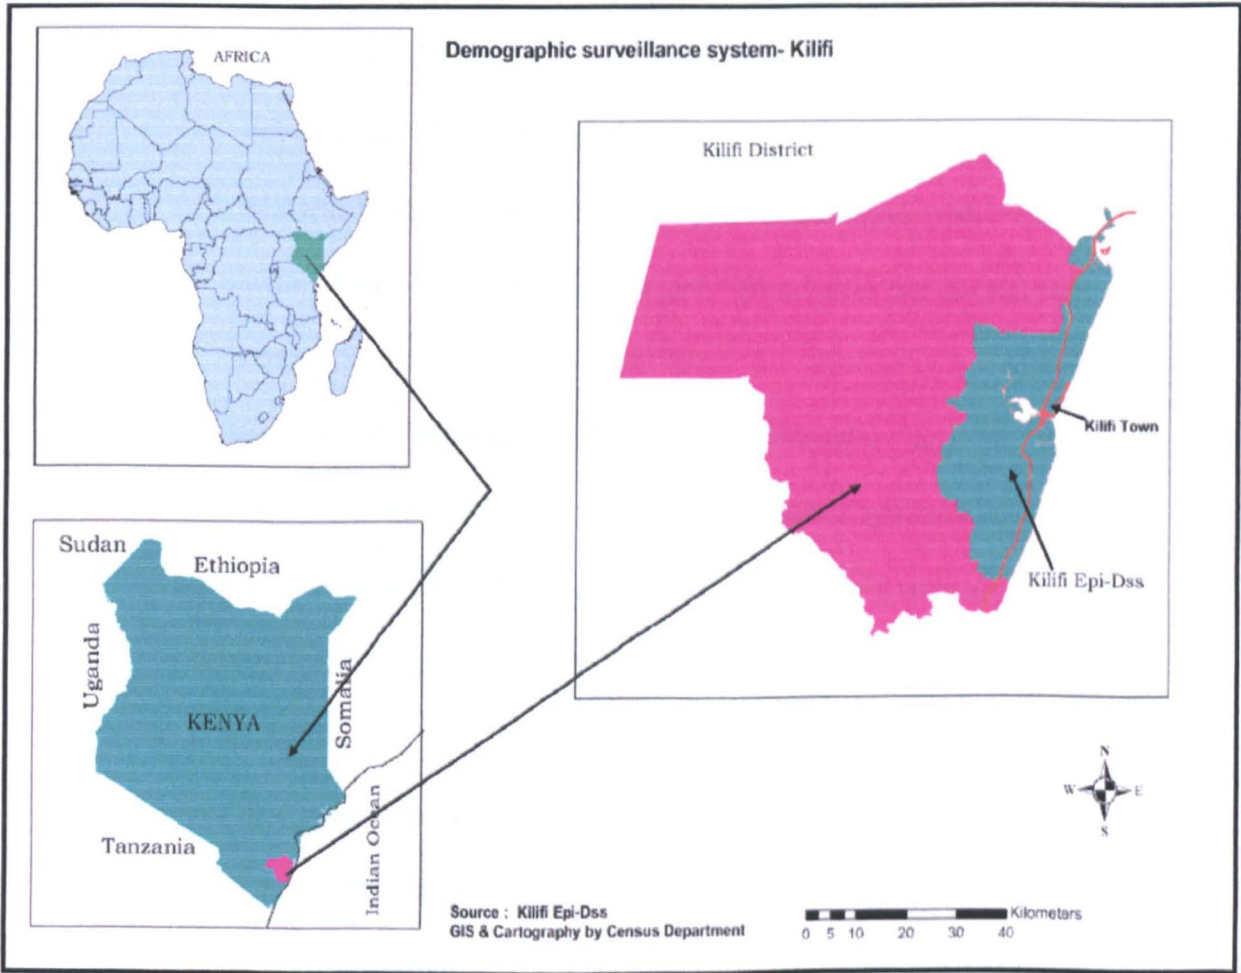 Demographic surveillance system- Kilifi
AFRICA
Kilifi District
Kilifi Town
Kilifi Epi-Dss
Sudan
Ethiopia
Uganda
KENYA
Somalia
Tanzania
Indian Ocean
N
W
E
S
Source : Kilifi Epi-Dss
GIS & Cartography by Census Department
Kilometers
0 5 10 20 30 40